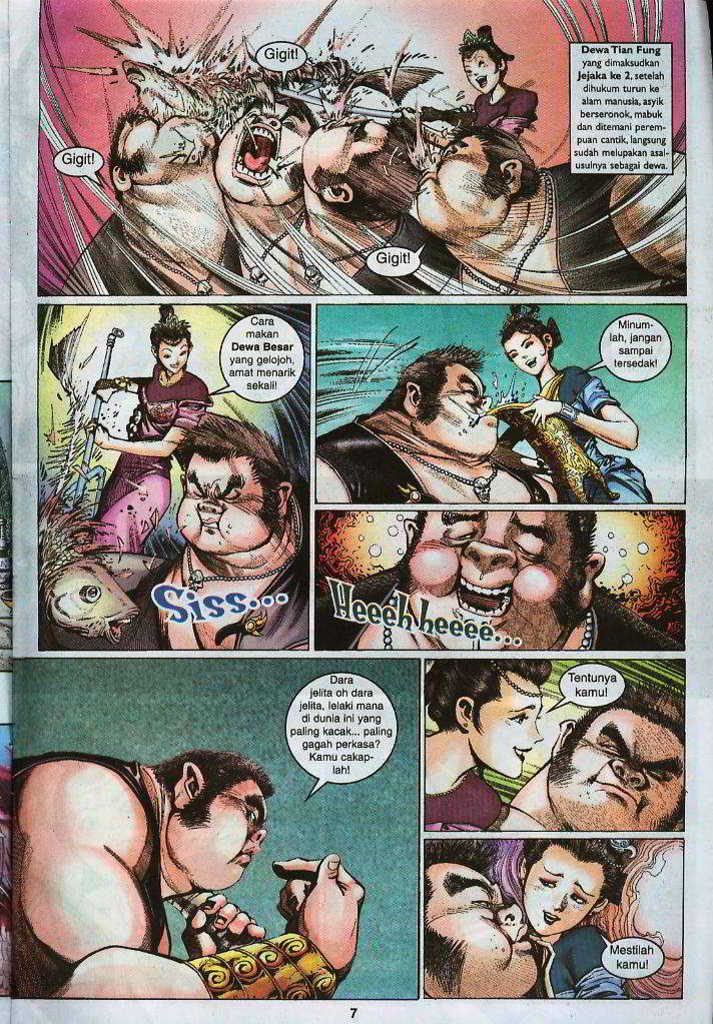 Gigit!
Dewa Tian Fung
yang dimaksudkan
Jejaka ke 2, setelah
dihukum turun ke
alam manusia, asyik
berseronok, mabuk
dan ditemani perem-
puan cantik, langsung
sudah melupakan asal-
usulnya sebagai dewa.
Gigit!
Gigit!
Cara
makan
Dewa Besar
yang gelojoh,
amat menarik
sekali!
Siss...
Minum-
lah, jangan
sampai
tersedak!
Heeeh heeee...
Dara
jelita oh dara
jelita, lelaki mana
di dunia ini yang
paling kacak... paling
gagah perkasa?
Kamu cakap-
lah!
Tentunya
kamu!
Mestilah
kamu!
7